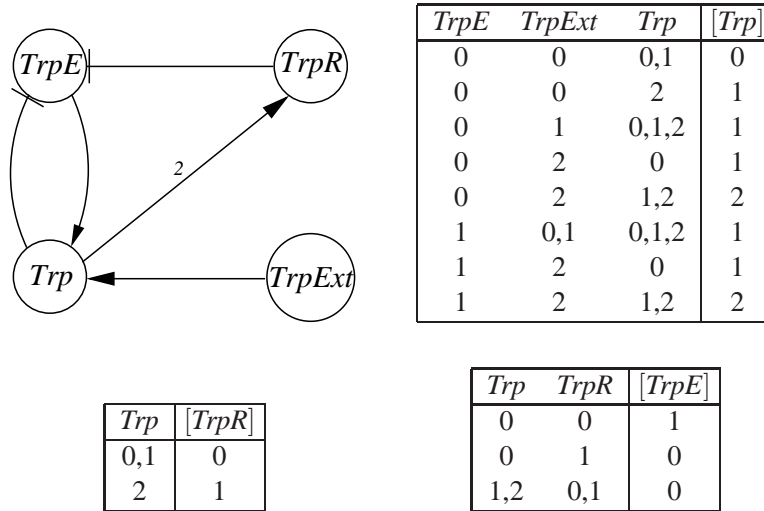 TrpE
TrpR
2
Trp
TrpExt
TrpE TrpExt Trp [Trp]
0 0 0,1 0
0 0 2 1
0 1 0,1,2 1
0 2 0 1
0 2 1,2 2
1 0,1 0,1,2 1
1 2 0 1
1 2 1,2 2
Trp [TrpR]
0,1 0
2 1
Trp TrpR [TrpE]
0 0 1
0 1 0
1,2 0,1 0